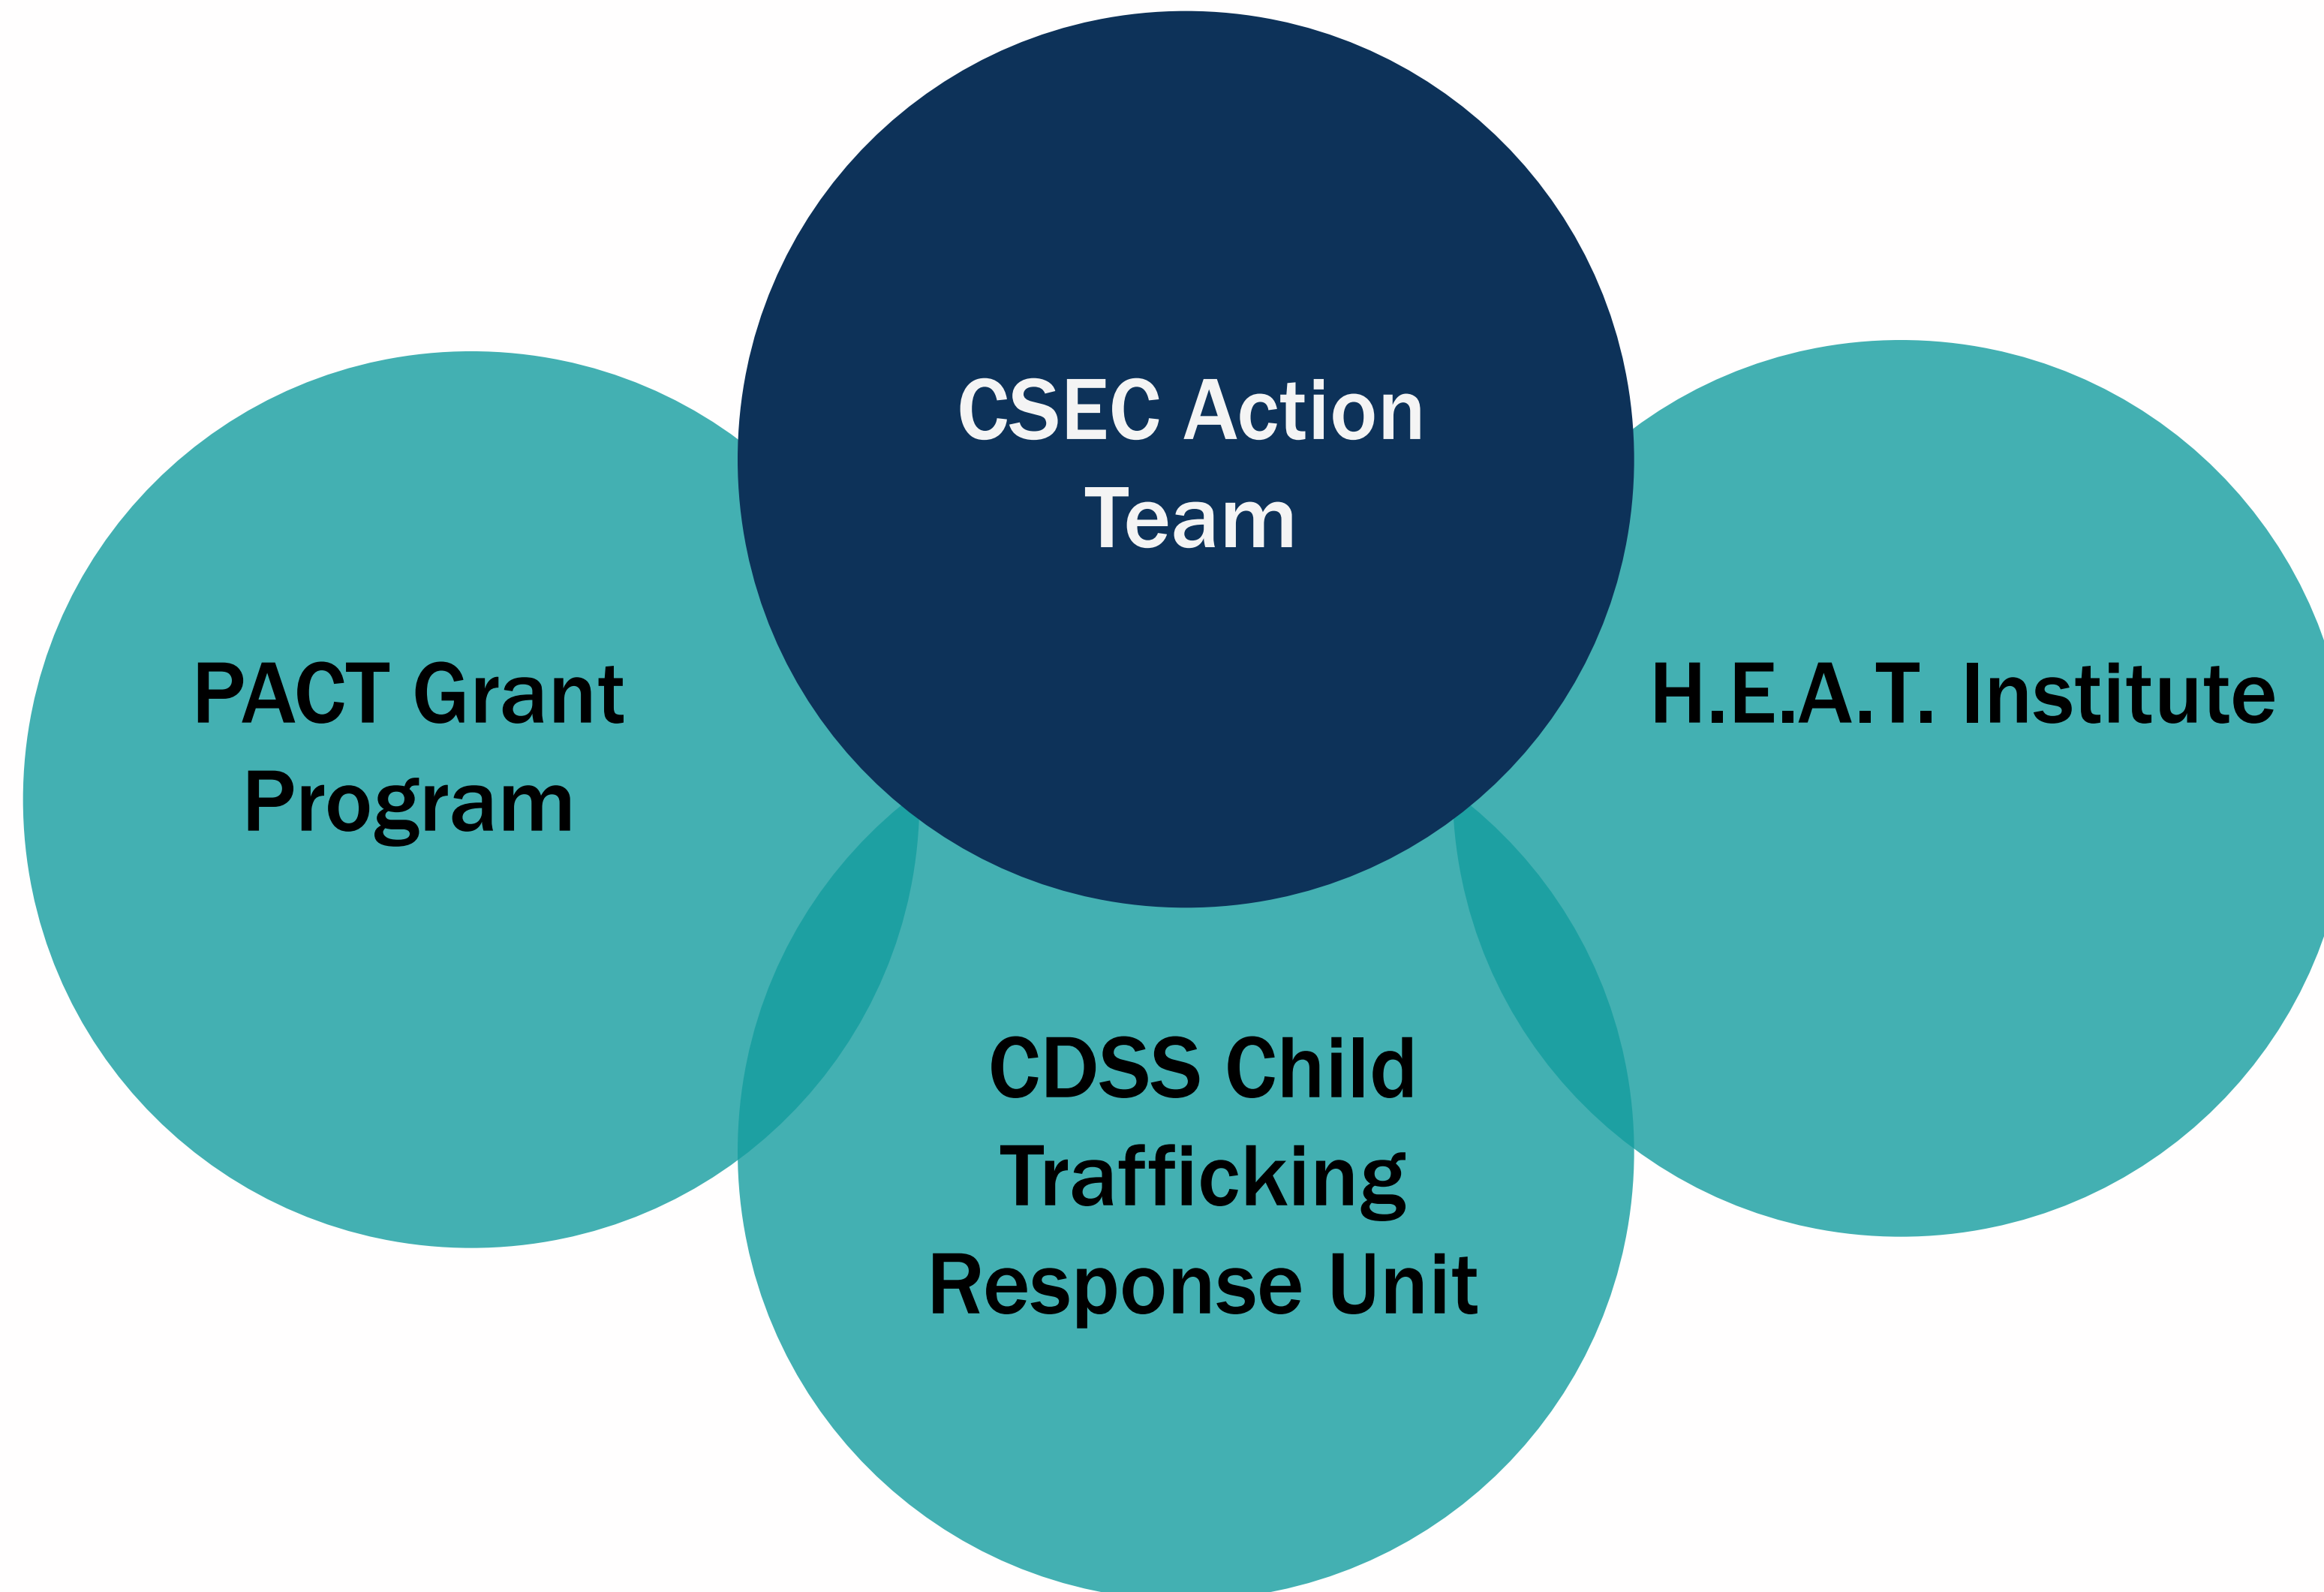 CSEC Action
Team
PACT Grant
Program
H.E.A.T. Institute
CDSS Child
Trafficking
Response Unit